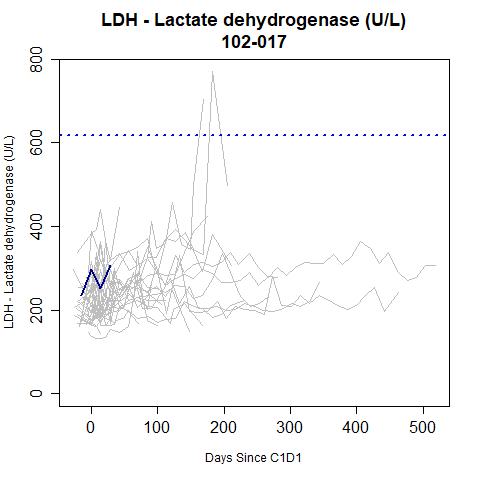 LDH - Lactate dehydrogenase (U/L)
102-017
LDH - Lactate dehydrogenase (U/L)
800
600
400
200
0
0 100 200 300 400 500
Days Since C1D1